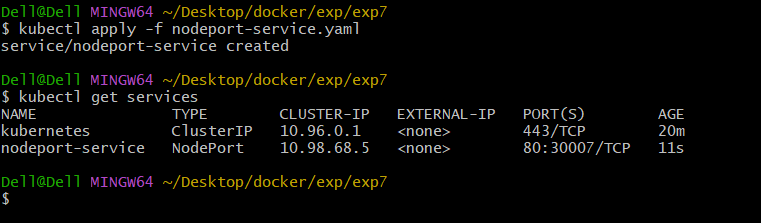 Dell@Dell MINGW64 ~/Desktop/docker/exp/exp7
$ kubectl apply -f nodeport-service.yaml
service/nodeport-service created
Dell@Dell MINGW64 ~/Desktop/docker/exp/exp7
$ kubectl get services
NAME TYPE CLUSTER-IP EXTERNAL-IP PORT(S) AGE
kubernetes ClusterIP 10.96.0.1 <none> 443/TCP 20m
nodeport-service NodePort 10.98.68.5 <none> 80:30007/TCP 11s
Dell@Dell MINGW64 ~/Desktop/docker/exp/exp7
$